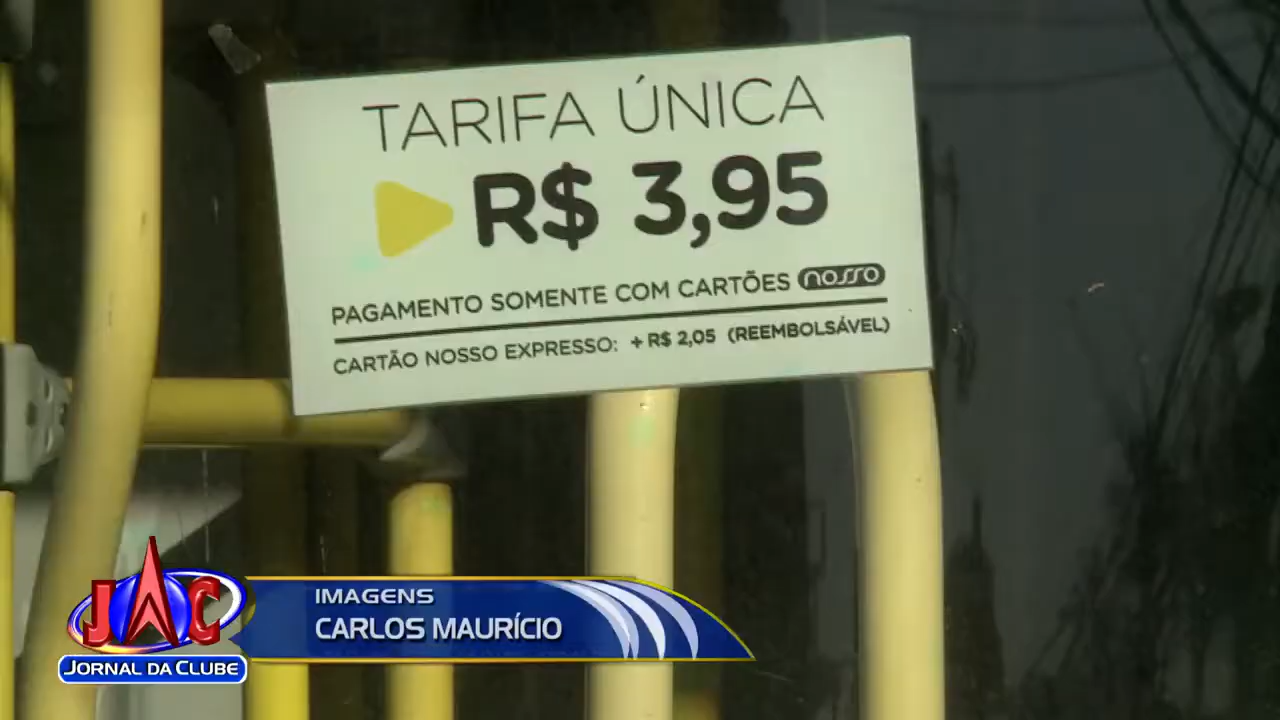 TARIFA ÚNICA
R$ 3,95
PAGAMENTO SOMENTE COM CARTÕES nosso
CARTÃO NOSSO EXPRESSO: + R$ 2,05 (REEMBOLSÁVEL)
IMAGENS
CARLOS MAURÍCIO
JAC
JORNAL DA CLUBE